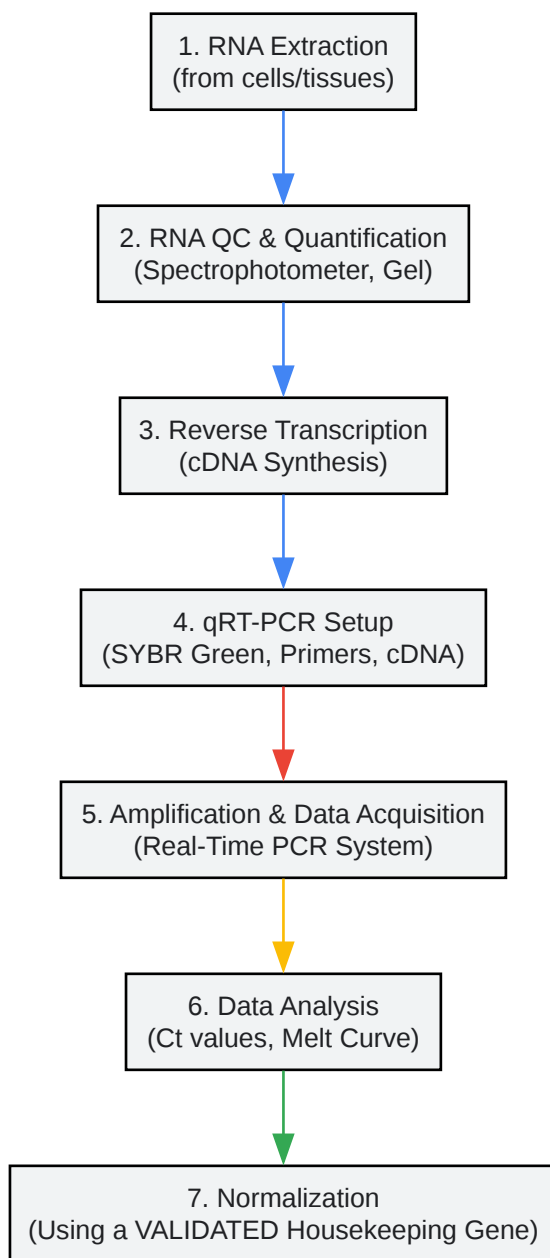 1. RNA Extraction
(from cells/tissues)
2. RNA QC & Quantification
(Spectrophotometer, Gel)
3. Reverse Transcription
(cDNA Synthesis)
4. qRT-PCR Setup
(SYBR Green, Primers, cDNA)
5. Amplification & Data Acquisition
(Real-Time PCR System)
6. Data Analysis
(Ct values, Melt Curve)
7. Normalization
(Using a VALIDATED Housekeeping Gene)